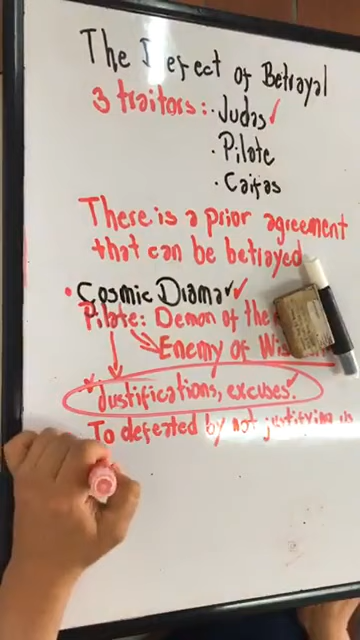 The Defect of Betrayal
3 traitors: • Judas ✓
• Pilate
• Caifas
There is a prior agreement
that can be betrayed
• Cosmic Drama ✓✓
Pilate: Demon of the
Enemy of
* Justifications, excuses.
To defeated by not justifying